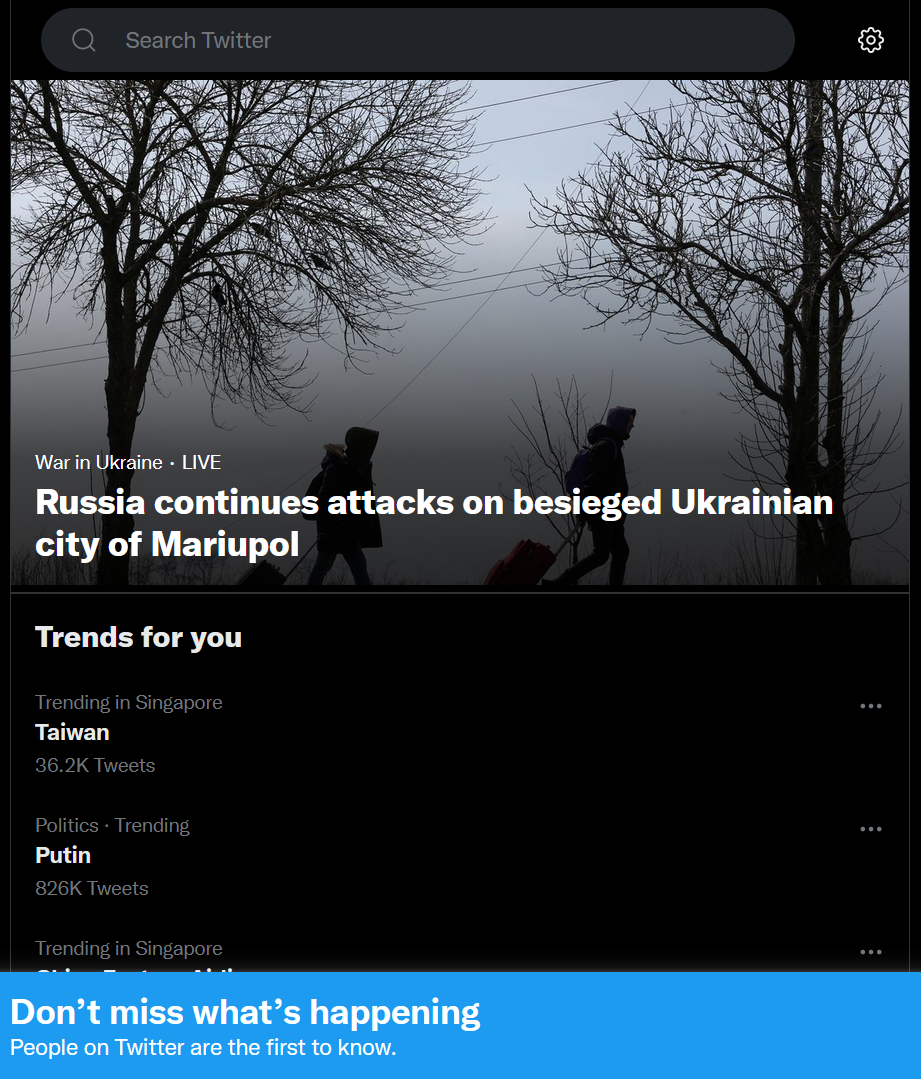 Search Twitter
War in Ukraine · LIVE
Russia continues attacks on besieged Ukrainian
city of Mariupol
Trends for you
Trending in Singapore
Taiwan
36.2K Tweets
Politics · Trending
Putin
826K Tweets
Trending in Singapore
Don’t miss what’s happening
People on Twitter are the first to know.